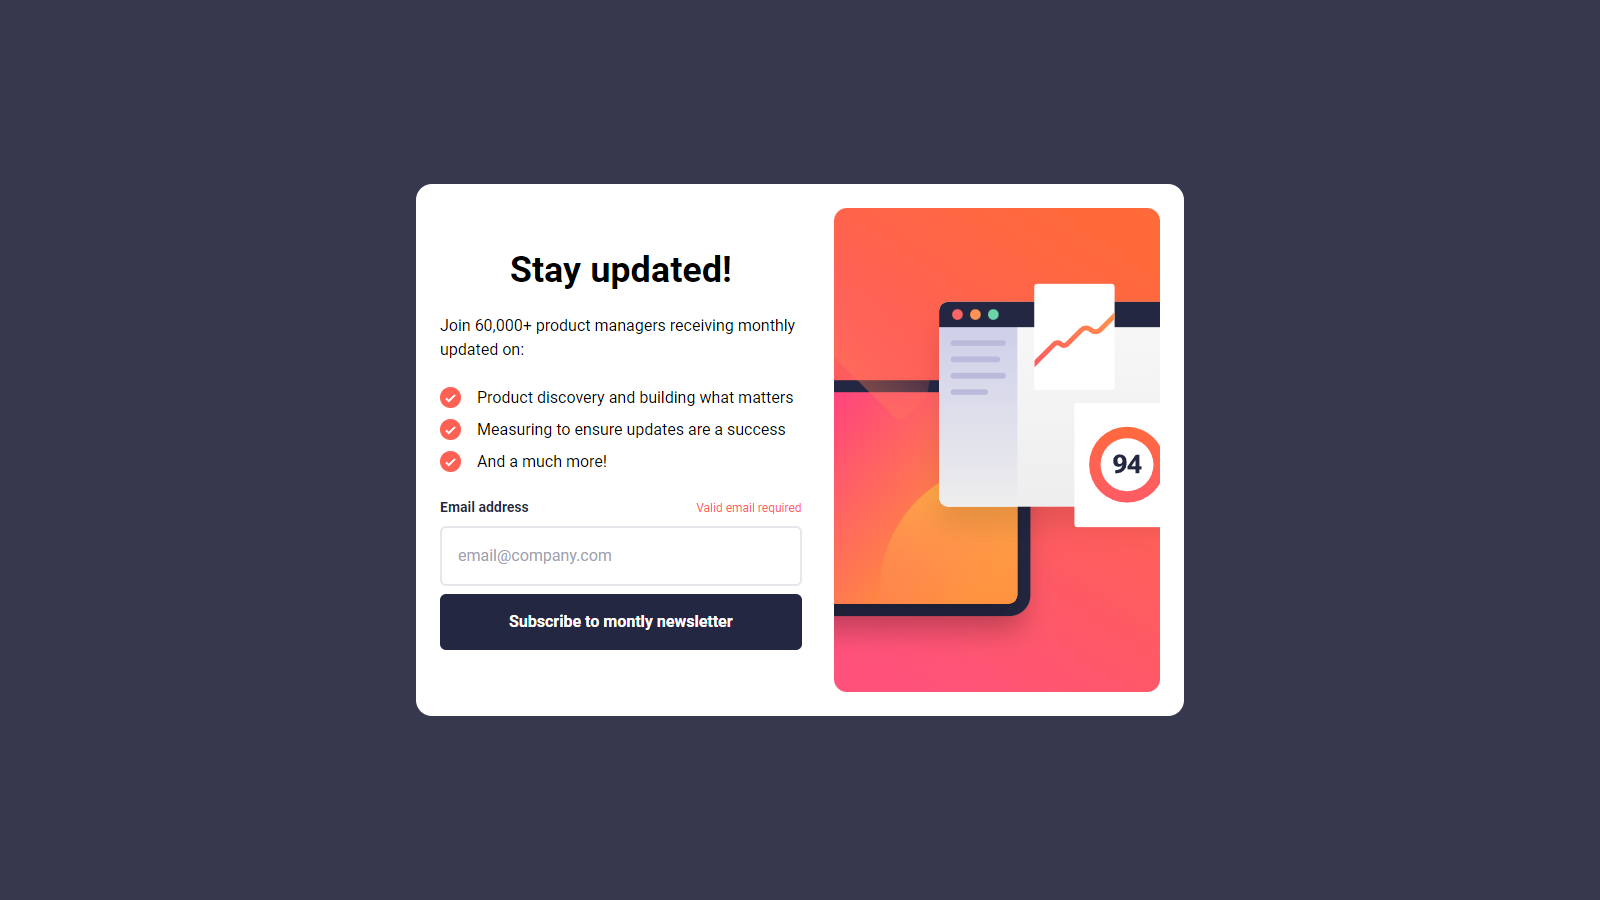 Stay updated!
Join 60,000+ product managers receiving monthly
updated on:
Product discovery and building what matters
Measuring to ensure updates are a success
And a much more!
Email address
Valid email required
email@company.com
Subscribe to montly newsletter
94